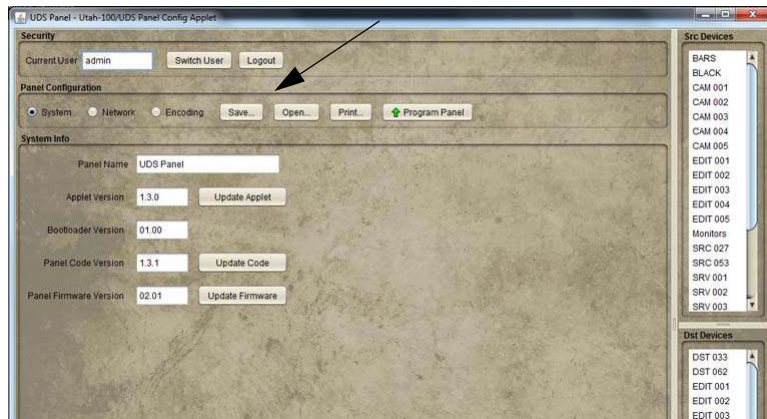 UDS Panel - Utah-100/UDS Panel Config Applet
Security
Current User admin Switch User Logout
Panel Configuration
System Network Encoding Save... Open... Print... Program Panel
System Info
Panel Name UDS Panel
Applet Version 1.3.0 Update Applet
Bootloader Version 01.00
Panel Code Version 1.3.1 Update Code
Panel Firmware Version 02.01 Update Firmware
Src Devices
BARS
BLACK
CAM 001
CAM 002
CAM 003
CAM 004
CAM 005
EDIT 001
EDIT 002
EDIT 003
EDIT 004
EDIT 005
Monitors
SRC 027
SRC 053
SRV 001
SRV 002
SRV 003
Dst Devices
DST 033
DST 062
EDIT 001
EDIT 002
EDIT 003